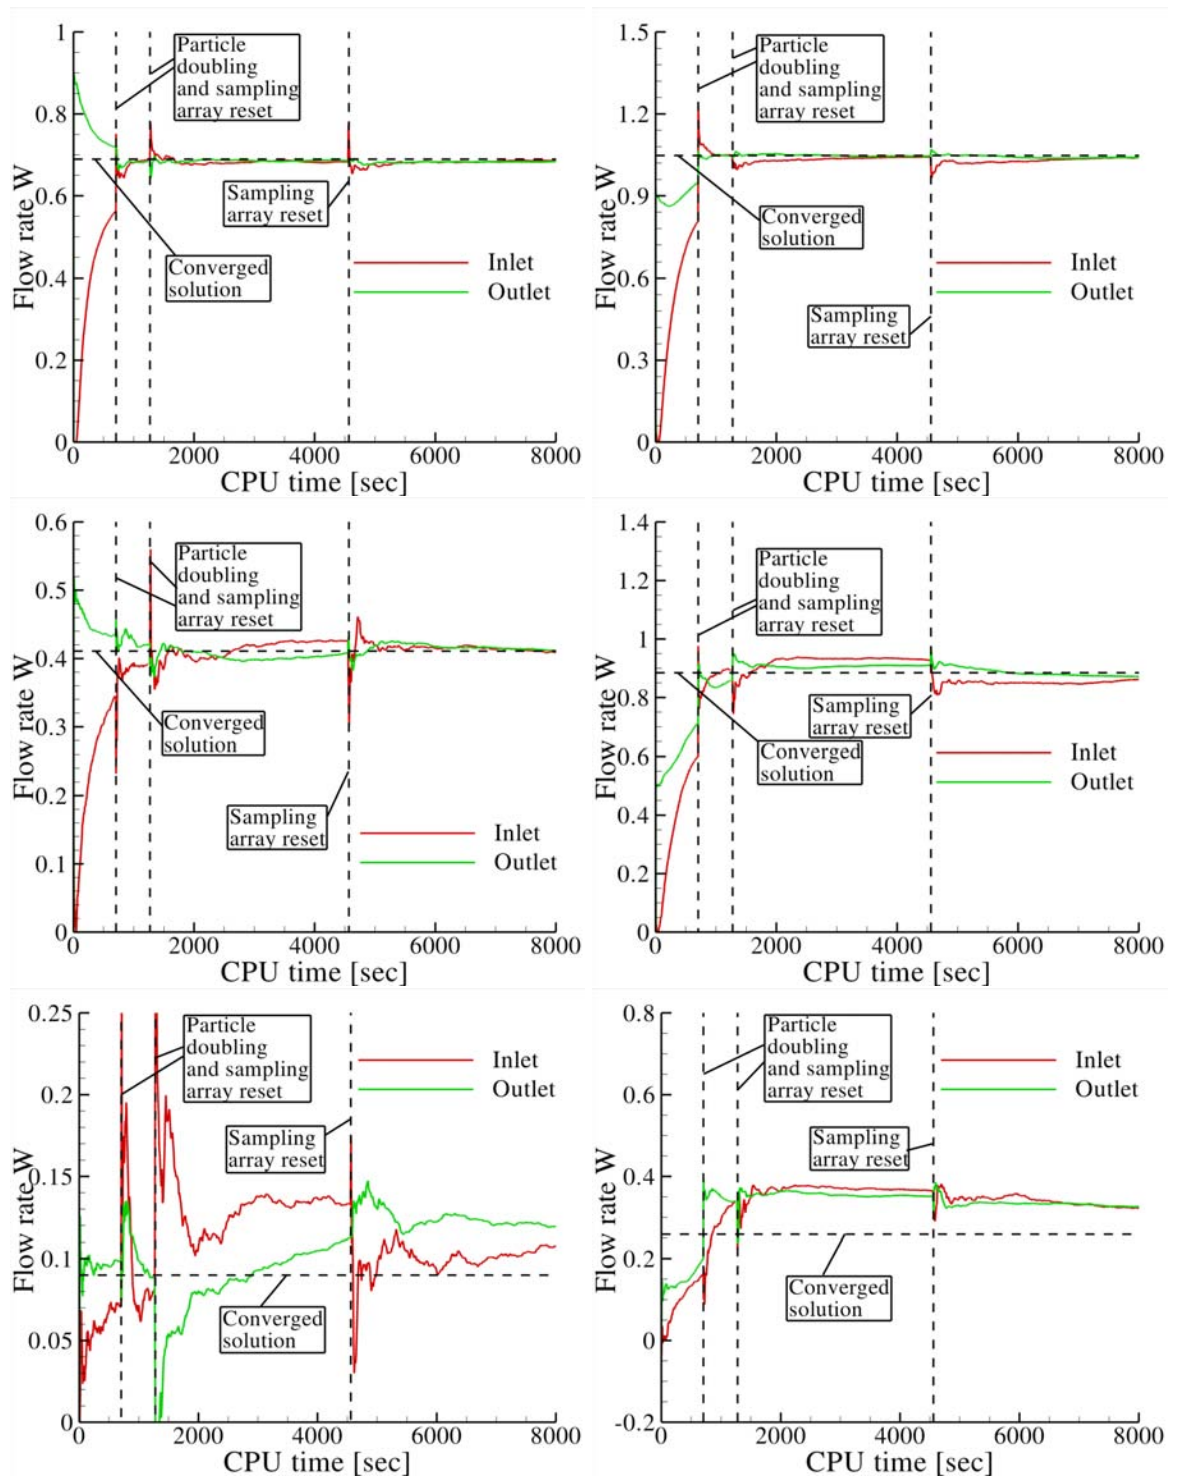 1
0.8
0.6
0.4
0.2
0
Flow rate W
Particle
doubling
and sampling
array reset
Sampling
array reset
Converged
solution
Inlet
Outlet
0
2000
4000
6000
8000
CPU time [sec]
1.5
1.2
0.9
0.6
0.3
0
Flow rate W
Particle
doubling
and sampling
array reset
Converged
solution
Inlet
Outlet
Sampling
array reset
0
2000
4000
6000
8000
CPU time [sec]
0.6
0.5
0.4
0.3
0.2
0.1
0
Flow rate W
Particle
doubling
and sampling
array reset
Converged
solution
Sampling
array reset
Inlet
Outlet
0
2000
4000
6000
8000
CPU time [sec]
1.4
1.2
1
0.8
0.6
0.4
0.2
0
Flow rate W
Particle
doubling
and sampling
array reset
Sampling
array reset
Converged
solution
Inlet
Outlet
0
2000
4000
6000
8000
CPU time [sec]
0.25
0.2
0.15
0.1
0.05
0
Flow rate W
Particle
doubling
and sampling
array reset
Inlet
Outlet
Sampling
array reset
Converged
solution
0
2000
4000
6000
8000
CPU time [sec]
0.8
0.6
0.4
0.2
0
-0.2
Flow rate W
Particle
doubling
and sampling
array reset
Inlet
Outlet
Sampling
array reset
Converged
solution
0
2000
4000
6000
8000
CPU time [sec]